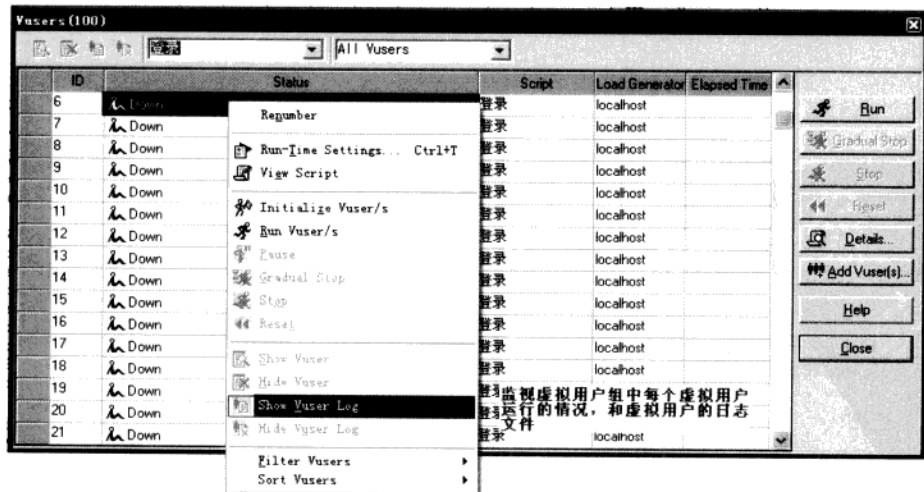 Vusers(100)
登录 All Vusers
ID Status Script Load Generator Elapsed Time
6 Down 登录 localhost
7 Down 登录 localhost
8 Down 登录 localhost
9 Down 登录 localhost
10 Down 登录 localhost
11 Down 登录 localhost
12 Down 登录 localhost
13 Down 登录 localhost
14 Down 登录 localhost
15 Down 登录 localhost
16 Down 登录 localhost
17 Down 登录 localhost
18 Down 登录 localhost
19 Down
20 Down
21 Down 登录 localhost
Renumber
Run-Time Settings... Ctrl+T
View Script
Initialize Vuser/s
Run Vuser/s
Pause
Gradual Stop
Stop
Reset
Show Vuser
Hide Vuser
Show Vuser Log
Hide Vuser Log
Filter Vusers
Sort Vusers
监视虚拟用户组中每个虚拟用户
运行的情况，和虚拟用户的日志
文件
Run
Gradual Stop
Stop
Reset
Details...
Add Vuser(s)...
Help
Close